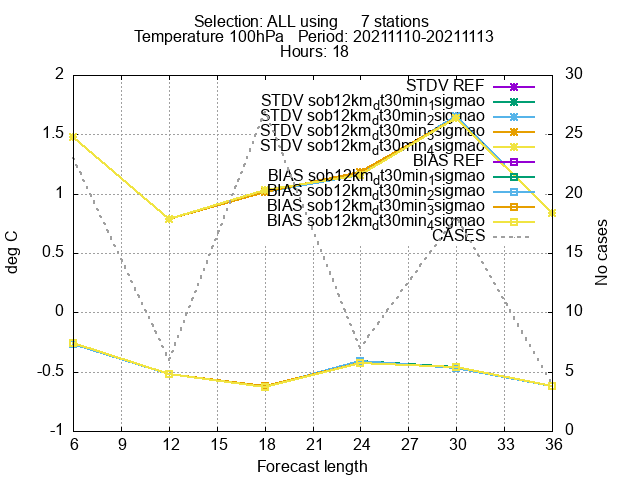 Selection: ALL using 7 stations
Temperature 100hPa Period: 20211110-20211113
Hours: 18
STDV REF
STDV sob12km_dt30min_1sigmao
STDV sob12km_dt30min_2sigmao
STDV sob12km_dt30min_3sigmao
STDV sob12km_dt30min_4sigmao
BIAS REF
BIAS sob12km_dt30min_1sigmao
BIAS sob12km_dt30min_2sigmao
BIAS sob12km_dt30min_3sigmao
BIAS sob12km_dt30min_4sigmao
CASES
2
1.5
1
0.5
0
-0.5
-1
deg C
30
25
20
15
10
5
0
No cases
6 9 12 15 18 21 24 27 30 33 36
Forecast length